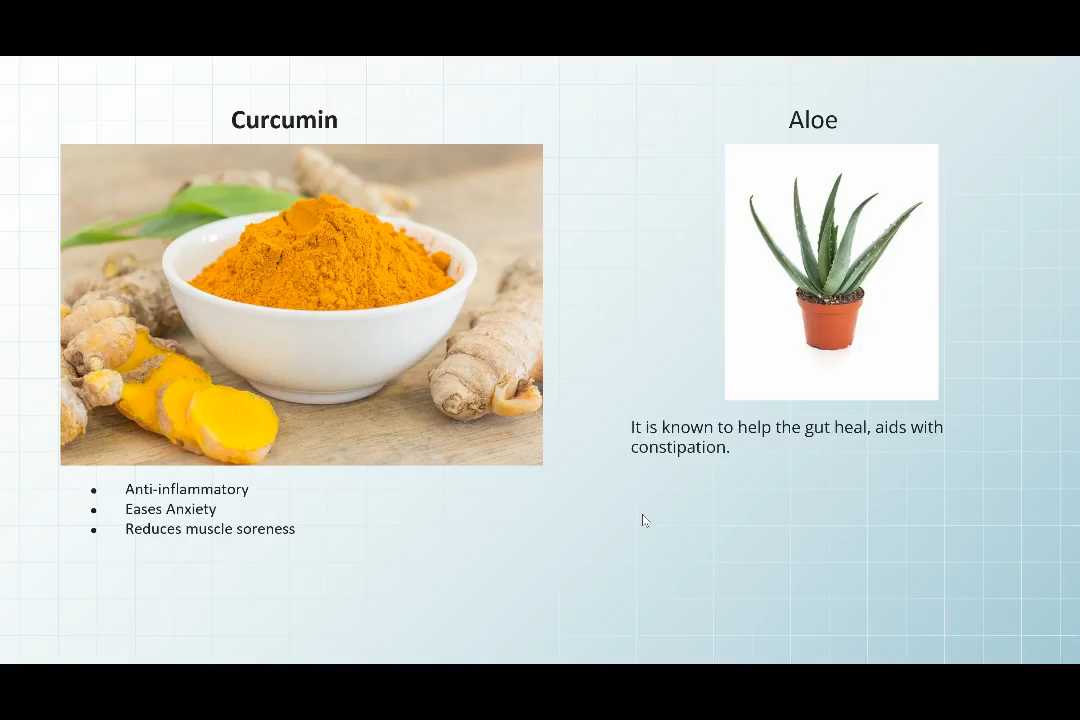 Curcumin
Anti-inflammatory
Eases Anxiety
Reduces muscle soreness
Aloe
It is known to help the gut heal, aids with
constipation.